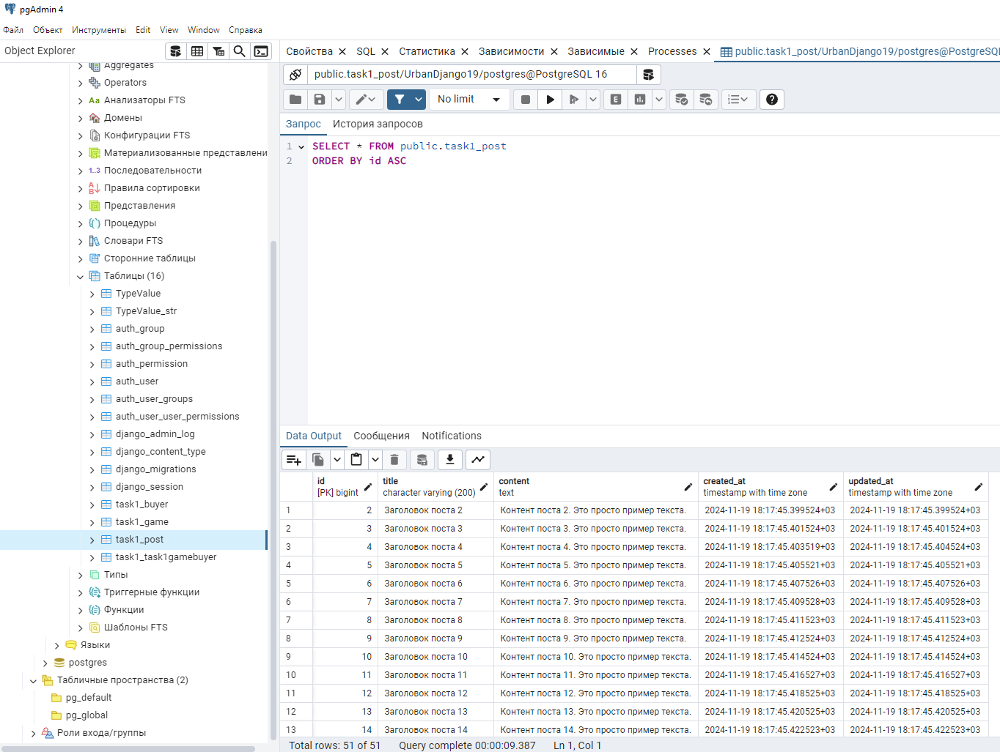 pgAdmin 4
Файл Объект Инструменты Edit View Window Справка
Object Explorer
Aggregates
Operators
Анализаторы FTS
Домены
Конфигурации FTS
Материализованные представлени
Последовательности
Правила сортировки
Представления
Процедуры
Словари FTS
Сторонние таблицы
Таблицы (16)
TypeValue
TypeValue_str
auth_group
auth_group_permissions
auth_permission
auth_user
auth_user_groups
auth_user_user_permissions
django_admin_log
django_content_type
django_migrations
django_session
task1_buyer
task1_game
task1_post
task1_task1gamebuyer
Типы
Триггерные функции
Функции
Шаблоны FTS
Языки
postgres
Табличные пространства (2)
pg_default
pg_global
Роли входа/группы
Свойства SQL Статистика Зависимости Зависимые Processes public.task1_post/UrbanDjango19/postgres@PostgreSQL
public.task1_post/UrbanDjango19/postgres@PostgreSQL 16
No limit
Запрос История запросов
1 SELECT * FROM public.task1_post
2 ORDER BY id ASC
Data Output Сообщения Notifications
id title content created_at updated_at
[PK] bigint character varying (200) text timestamp with time zone timestamp with time zone
1 2 Заголовок поста 2 Контент поста 2. Это просто пример текста. 2024-11-19 18:17:45.399524+03 2024-11-19 18:17:45.399524+03
2 3 Заголовок поста 3 Контент поста 3. Это просто пример текста. 2024-11-19 18:17:45.401524+03 2024-11-19 18:17:45.401524+03
3 4 Заголовок поста 4 Контент поста 4. Это просто пример текста. 2024-11-19 18:17:45.403519+03 2024-11-19 18:17:45.404524+03
4 5 Заголовок поста 5 Контент поста 5. Это просто пример текста. 2024-11-19 18:17:45.405521+03 2024-11-19 18:17:45.405521+03
5 6 Заголовок поста 6 Контент поста 6. Это просто пример текста. 2024-11-19 18:17:45.407526+03 2024-11-19 18:17:45.407526+03
6 7 Заголовок поста 7 Контент поста 7. Это просто пример текста. 2024-11-19 18:17:45.409528+03 2024-11-19 18:17:45.409528+03
7 8 Заголовок поста 8 Контент поста 8. Это просто пример текста. 2024-11-19 18:17:45.411523+03 2024-11-19 18:17:45.411523+03
8 9 Заголовок поста 9 Контент поста 9. Это просто пример текста. 2024-11-19 18:17:45.412524+03 2024-11-19 18:17:45.412524+03
9 10 Заголовок поста 10 Контент поста 10. Это просто пример текста. 2024-11-19 18:17:45.414524+03 2024-11-19 18:17:45.414524+03
10 11 Заголовок поста 11 Контент поста 11. Это просто пример текста. 2024-11-19 18:17:45.416527+03 2024-11-19 18:17:45.416527+03
11 12 Заголовок поста 12 Контент поста 12. Это просто пример текста. 2024-11-19 18:17:45.418525+03 2024-11-19 18:17:45.418525+03
12 13 Заголовок поста 13 Контент поста 13. Это просто пример текста. 2024-11-19 18:17:45.420525+03 2024-11-19 18:17:45.420525+03
13 14 Заголовок поста 14 Контент поста 14. Это просто пример текста. 2024-11-19 18:17:45.422523+03 2024-11-19 18:17:45.422523+03
Total rows: 51 of 51 Query complete 00:00:09.387 Ln 1, Col 1